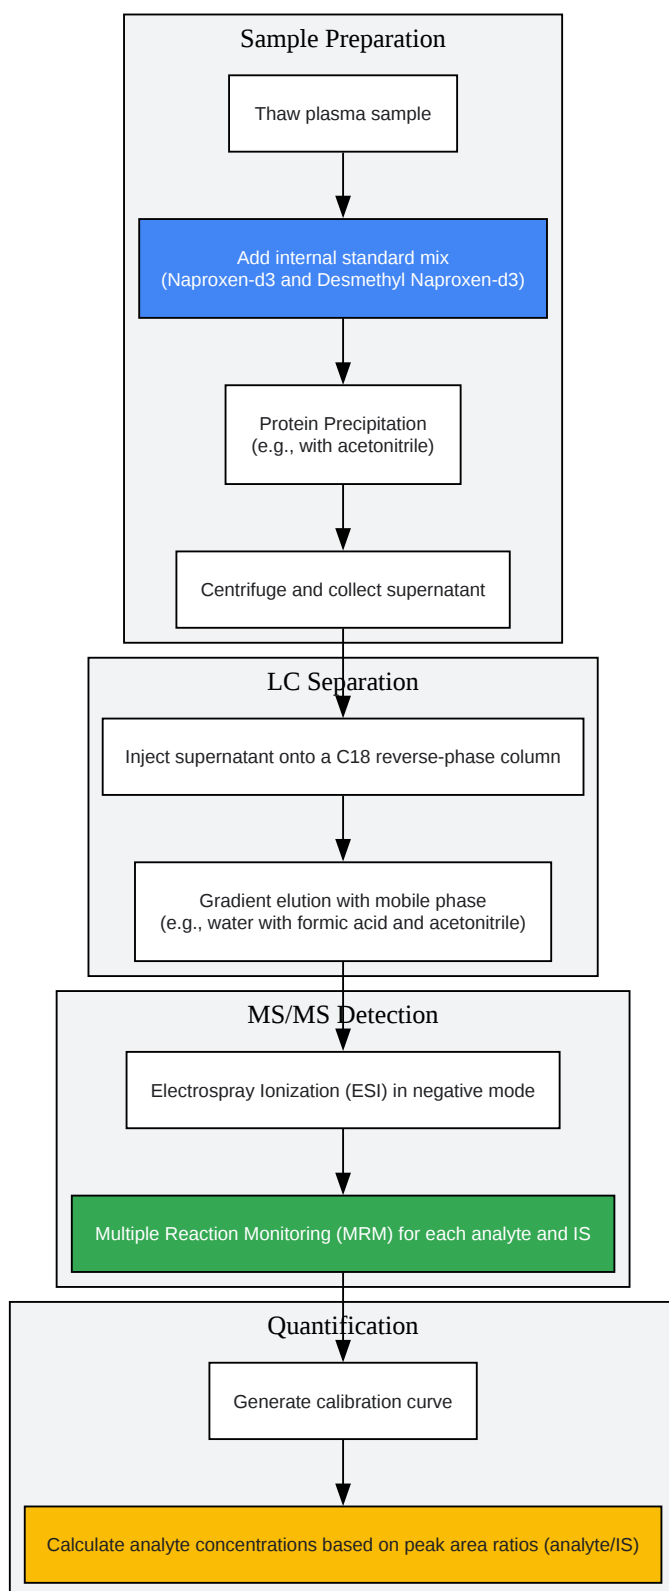 Sample Preparation
Thaw plasma sample
Add internal standard mix
(Naproxen-d3 and Desmethyl Naproxen-d3)
Protein Precipitation
(e.g., with acetonitrile)
Centrifuge and collect supernatant
LC Separation
Inject supernatant onto a C18 reverse-phase column
Gradient elution with mobile phase
(e.g., water with formic acid and acetonitrile)
MS/MS Detection
Electrospray Ionization (ESI) in negative mode
Multiple Reaction Monitoring (MRM) for each analyte and IS
Quantification
Generate calibration curve
Calculate analyte concentrations based on peak area ratios (analyte/IS)